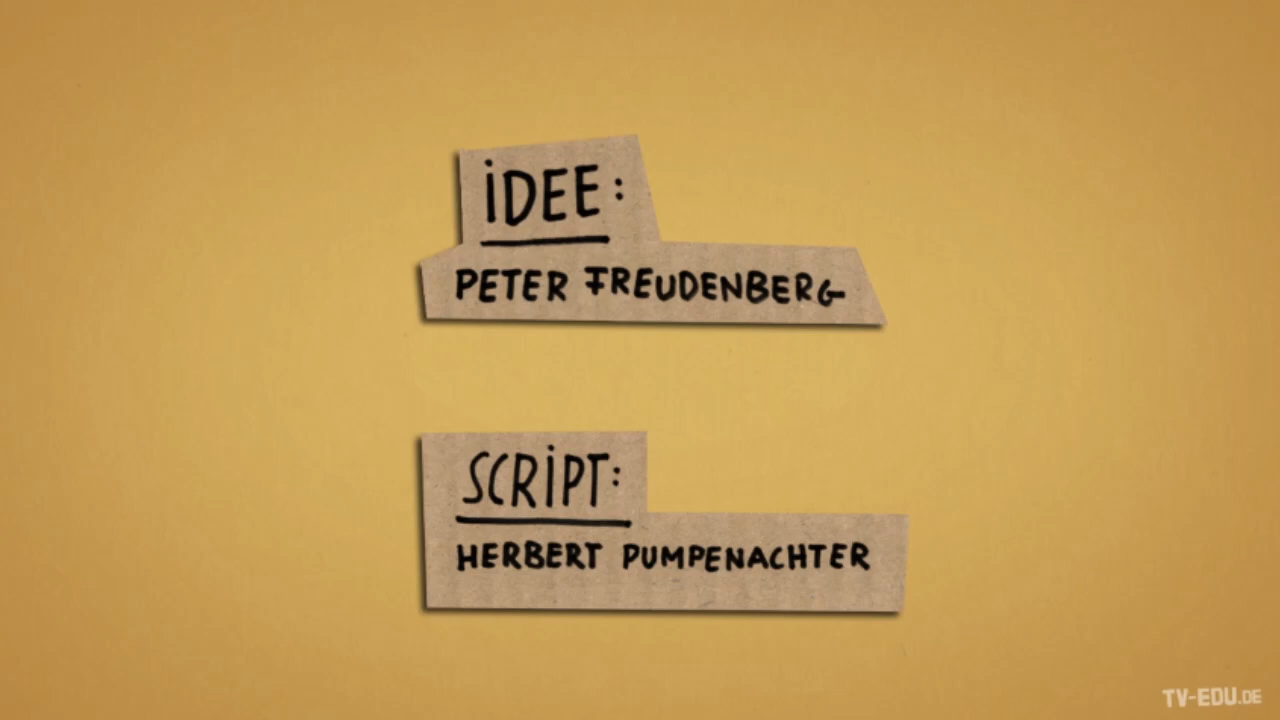 iDEE:
PETER FREUDENBERG
SCRiPT:
HERBERT PUMPENACHTER
TV-EDU.DE